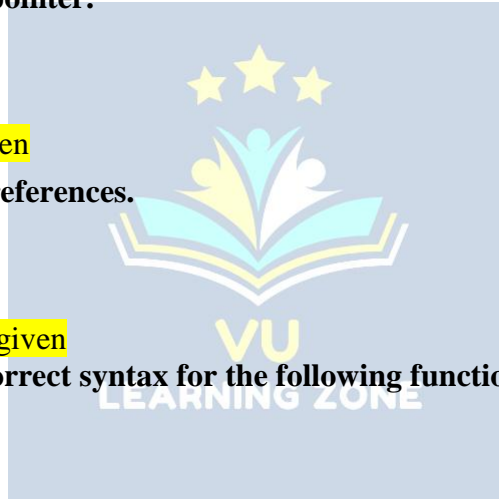 pointer.
en
eferences.
given
VU
orrect syntax for the following functio
LEARNING ZONE